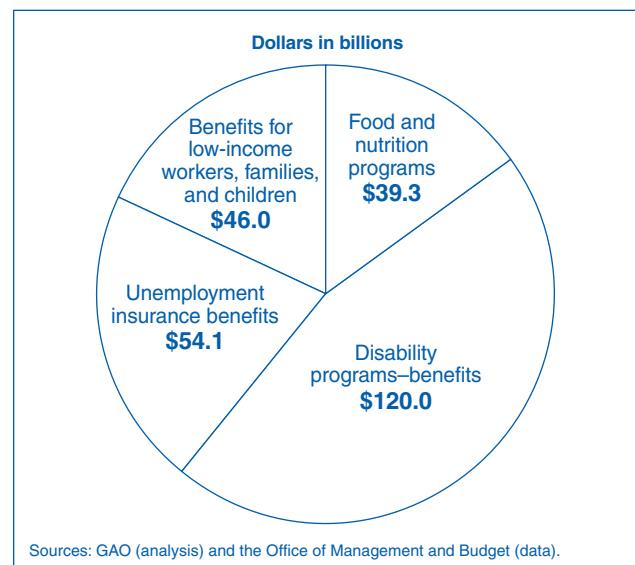 Dollars in billions
Benefits for
low-income
workers, families,
and children
$46.0
Food and
nutrition
programs
$39.3
Unemployment
insurance benefits
$54.1
Disability
programs–benefits
$120.0
Sources: GAO (analysis) and the Office of Management and Budget (data).